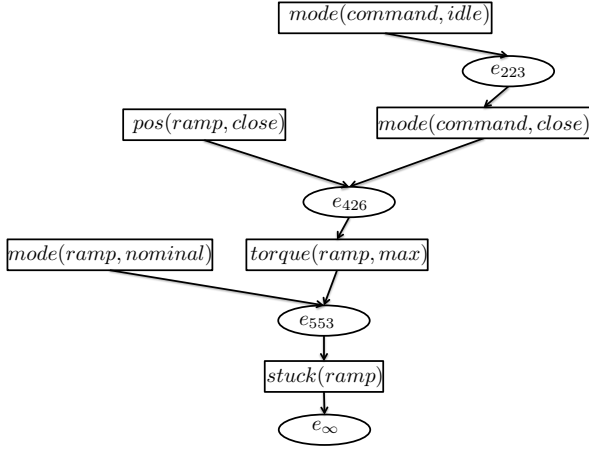 mode(command, idle)
e₂₂₃
pos(ramp, close)
mode(command, close)
e₄₂₆
mode(ramp, nominal)
torque(ramp, max)
e₅₅₃
stuck(ramp)
e∞